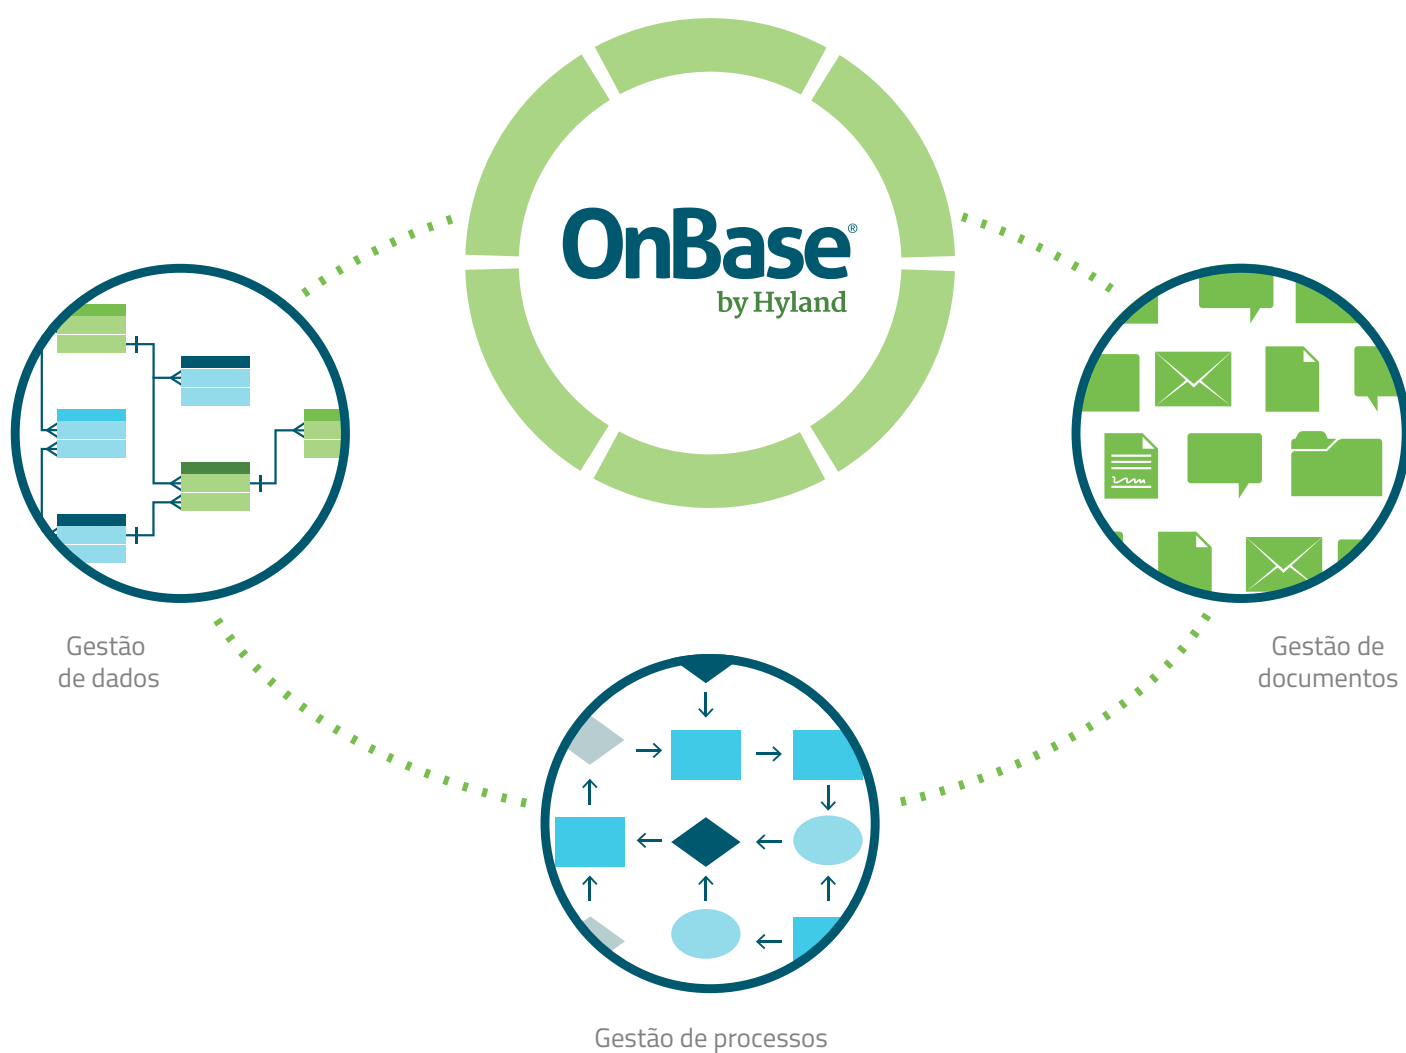 OnBase®
by Hyland
Gestão
de dados
Gestão de
documentos
Gestão de processos